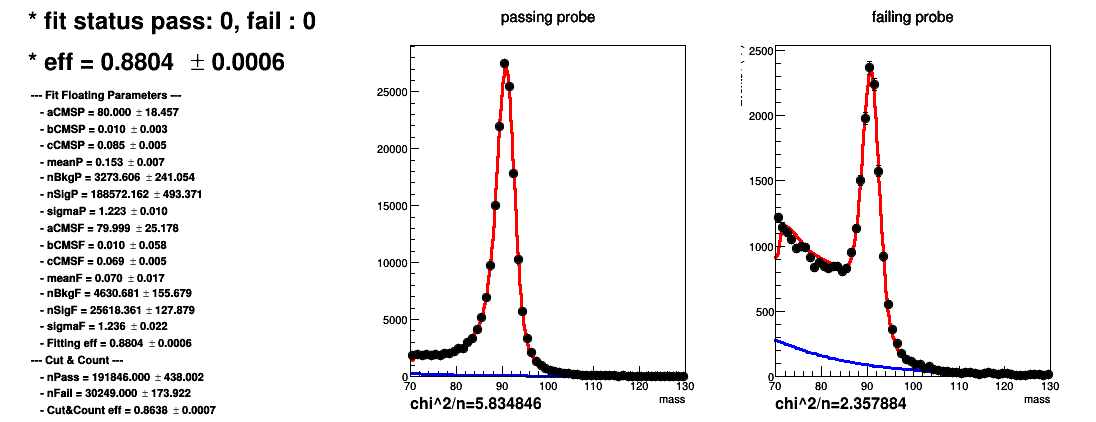 * fit status pass: 0, fail : 0
* eff = 0.8804 ± 0.0006
--- Fit Floating Parameters ---
- aCMSP = 80.000 ± 18.457
- bCMSP = 0.010 ± 0.003
- cCMSP = 0.085 ± 0.005
- meanP = 0.153 ± 0.007
- nBkgP = 3273.606 ± 241.054
- nSigP = 188572.162 ± 493.371
- sigmaP = 1.223 ± 0.010
- aCMSF = 79.999 ± 25.178
- bCMSF = 0.010 ± 0.058
- cCMSF = 0.069 ± 0.005
- meanF = 0.070 ± 0.017
- nBkgF = 4630.681 ± 155.679
- nSigF = 25618.361 ± 127.879
- sigmaF = 1.236 ± 0.022
- Fitting eff = 0.8804 ± 0.0006
--- Cut & Count ---
- nPass = 191846.000 ± 438.002
- nFail = 30249.000 ± 173.922
- Cut&Count eff = 0.8638 ± 0.0007
passing probe
25000
20000
15000
10000
5000
0
70 80 90 100 110 120 130
mass
chi^2/n=5.834846
failing probe
2500
2000
1500
1000
500
0
70 80 90 100 110 120 130
mass
chi^2/n=2.357884